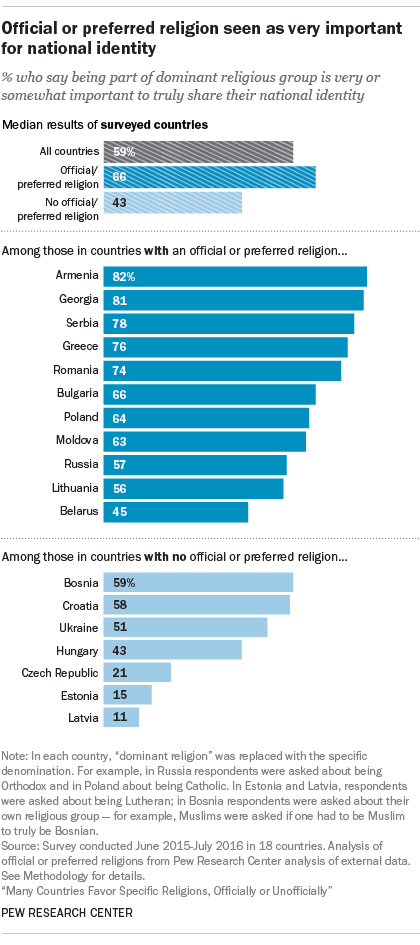 Official or preferred religion seen as very important
for national identity
% who say being part of dominant religious group is very or
somewhat important to truly share their national identity
Median results of surveyed countries
All countries 59%
Official/
preferred religion 66
No official/
preferred religion 43
Among those in countries with an official or preferred religion...
Armenia 82%
Georgia 81
Serbia 78
Greece 76
Romania 74
Bulgaria 66
Poland 64
Moldova 63
Russia 57
Lithuania 56
Belarus 45
Among those in countries with no official or preferred religion...
Bosnia 59%
Croatia 58
Ukraine 51
Hungary 43
Czech Republic 21
Estonia 15
Latvia 11
Note: In each country, “dominant religion” was replaced with the specific
denomination. For example, in Russia respondents were asked about being
Orthodox and in Poland about being Catholic. In Estonia and Latvia, respondents
were asked about being Lutheran; in Bosnia respondents were asked about their
own religious group — for example, Muslims were asked if one had to be Muslim
to truly be Bosnian.
Source: Survey conducted June 2015-July 2016 in 18 countries. Analysis of
official or preferred religions from Pew Research Center analysis of external data.
See Methodology for details.
“Many Countries Favor Specific Religions, Officially or Unofficially”
PEW RESEARCH CENTER